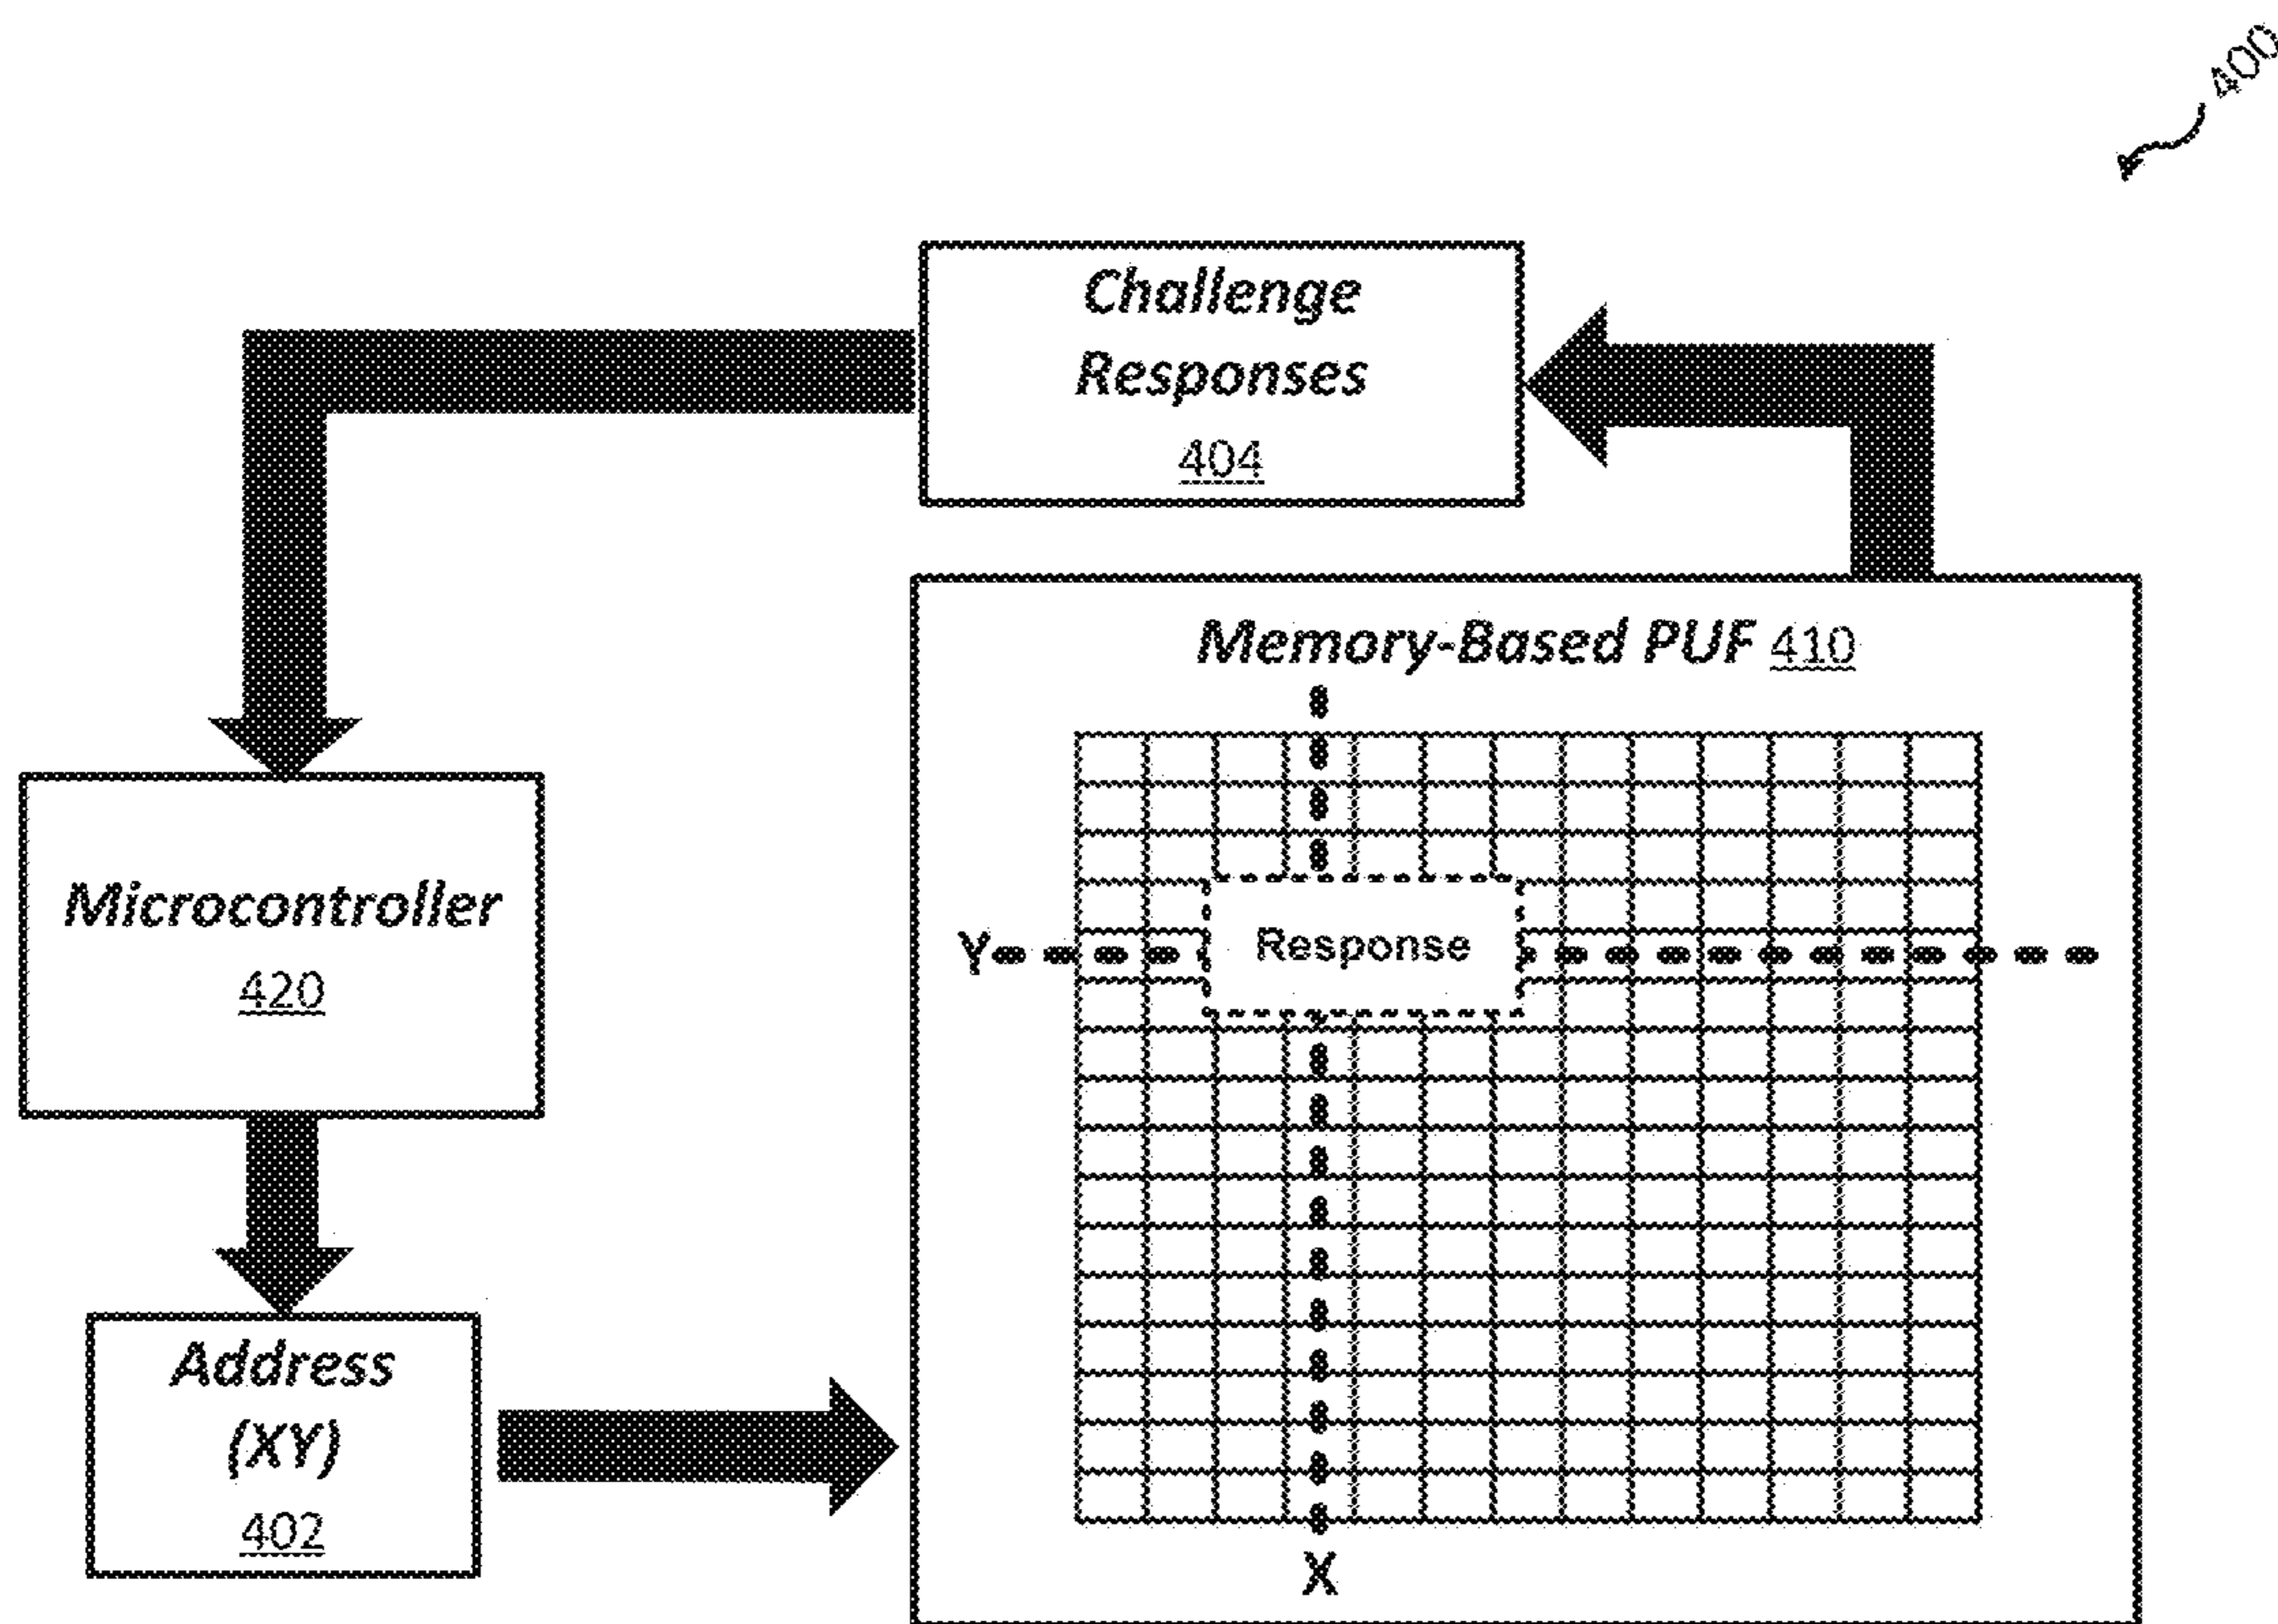 400
Challenge
Responses
404
Memory-Based PUF 410
Microcontroller
420
Y
Response
Address
(XY)
402
X